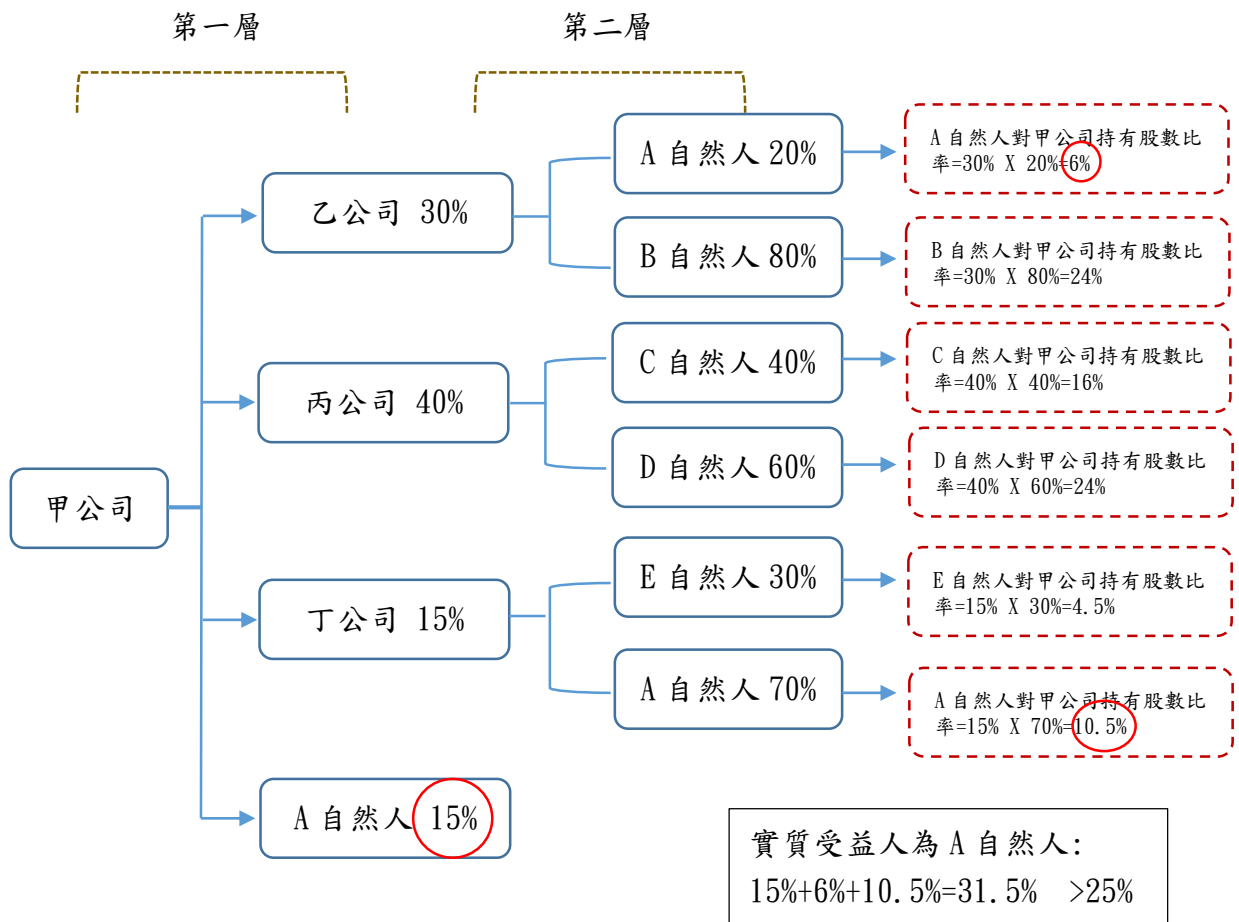 第一層
第二層
A 自然人 20%
A 自然人對甲公司持有股數比
率=30% X 20%=6%
乙公司 30%
B 自然人 80%
B 自然人對甲公司持有股數比
率=30% X 80%=24%
C 自然人 40%
C 自然人對甲公司持有股數比
率=40% X 40%=16%
丙公司 40%
D 自然人 60%
D 自然人對甲公司持有股數比
率=40% X 60%=24%
甲公司
E 自然人 30%
E 自然人對甲公司持有股數比
率=15% X 30%=4.5%
丁公司 15%
A 自然人 70%
A 自然人對甲公司持有股數比
率=15% X 70%=10.5%
A 自然人 15%
實質受益人為 A 自然人:
15%+6%+10.5%=31.5% >25%